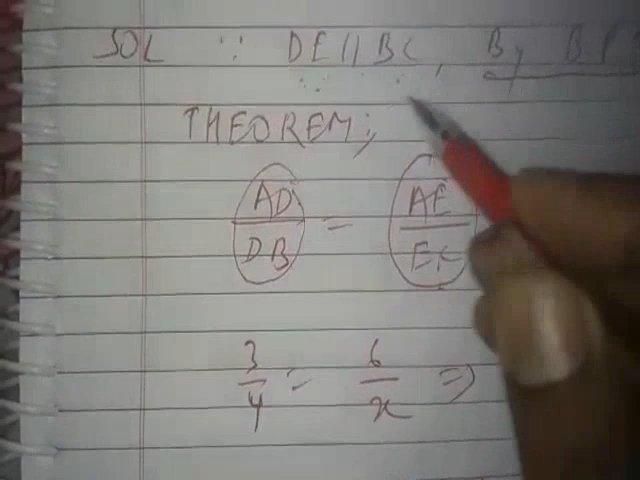 SOL ∵ DE||BC, By
THEOREM;
AD/DB = AE/EC
3/4 = 6/x ⇒